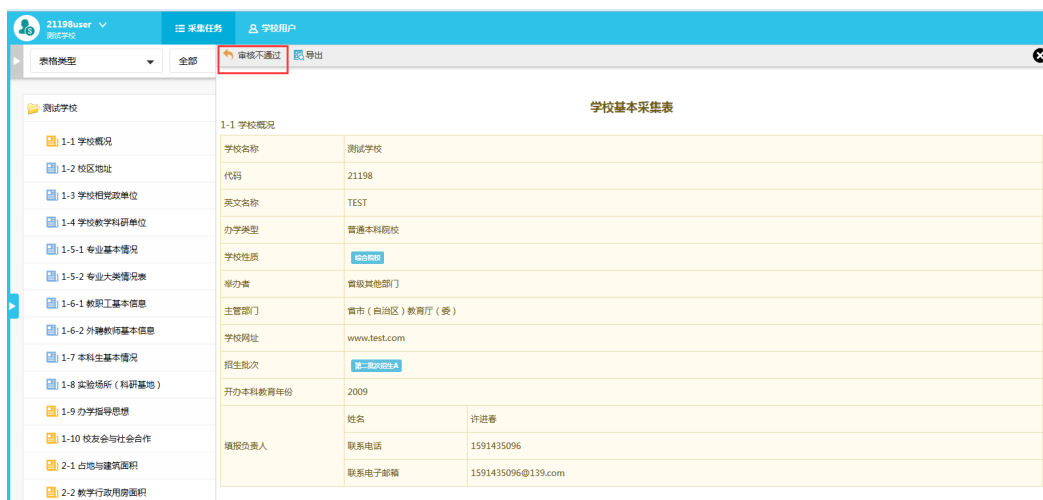 21198user
测试学校
采集任务
学校用户
表格类型
全部
审核不通过
导出
测试学校
1-1 学校概况
1-2 校区地址
1-3 学校相党政单位
1-4 学校教学科研单位
1-5-1 专业基本情况
1-5-2 专业大类情况表
1-6-1 教职工基本信息
1-6-2 外聘教师基本信息
1-7 本科生基本情况
1-8 实验场所（科研基地）
1-9 办学指导思想
1-10 校友会与社会合作
2-1 占地与建筑面积
2-2 教学行政用房面积
学校基本采集表
1-1 学校概况
学校名称 测试学校
代码 21198
英文名称 TEST
办学类型 普通本科院校
学校性质 综合院校
举办者 省级其他部门
主管部门 省市（自治区）教育厅（委）
学校网址 www.test.com
招生批次 第二批次招生A
开办本科教育年份 2009
填报负责人
姓名 许进春
联系电话 1591435096
联系电子邮箱 1591435096@139.com